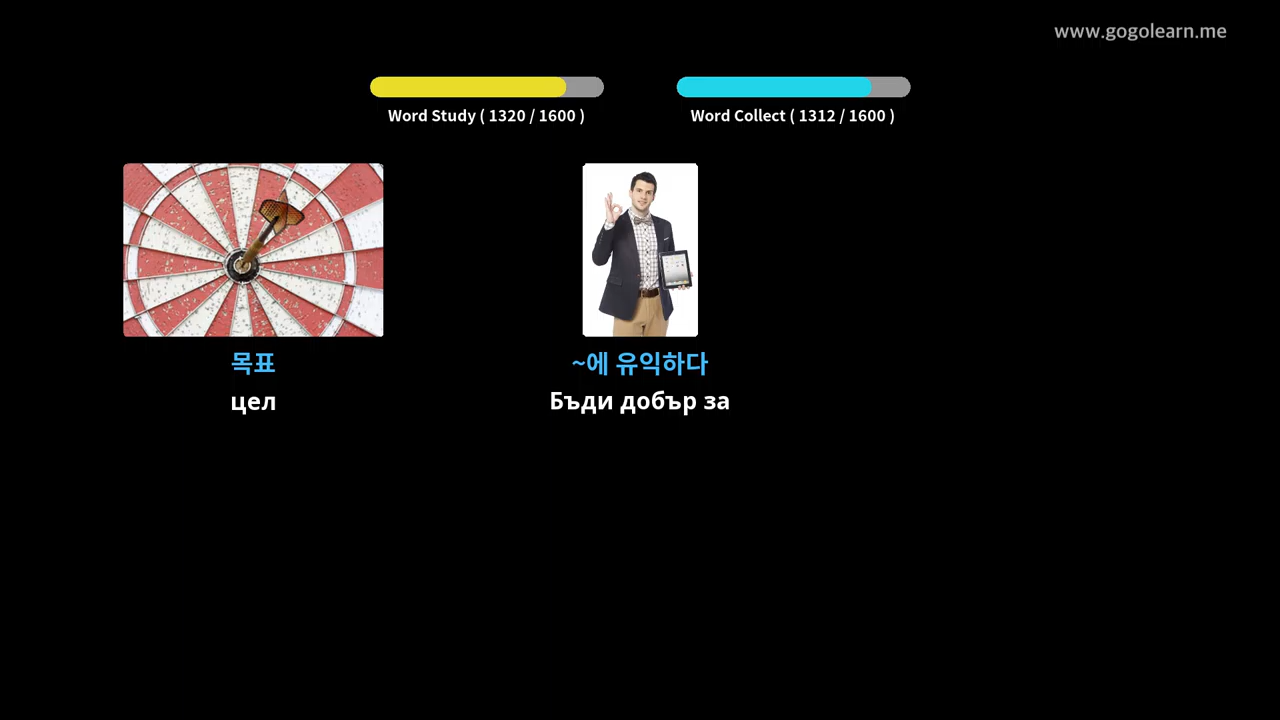 www.gogolearn.me
Word Study ( 1320 / 1600 )
Word Collect ( 1312 / 1600 )
목표
цел
~에 유익하다
Бъди добър за